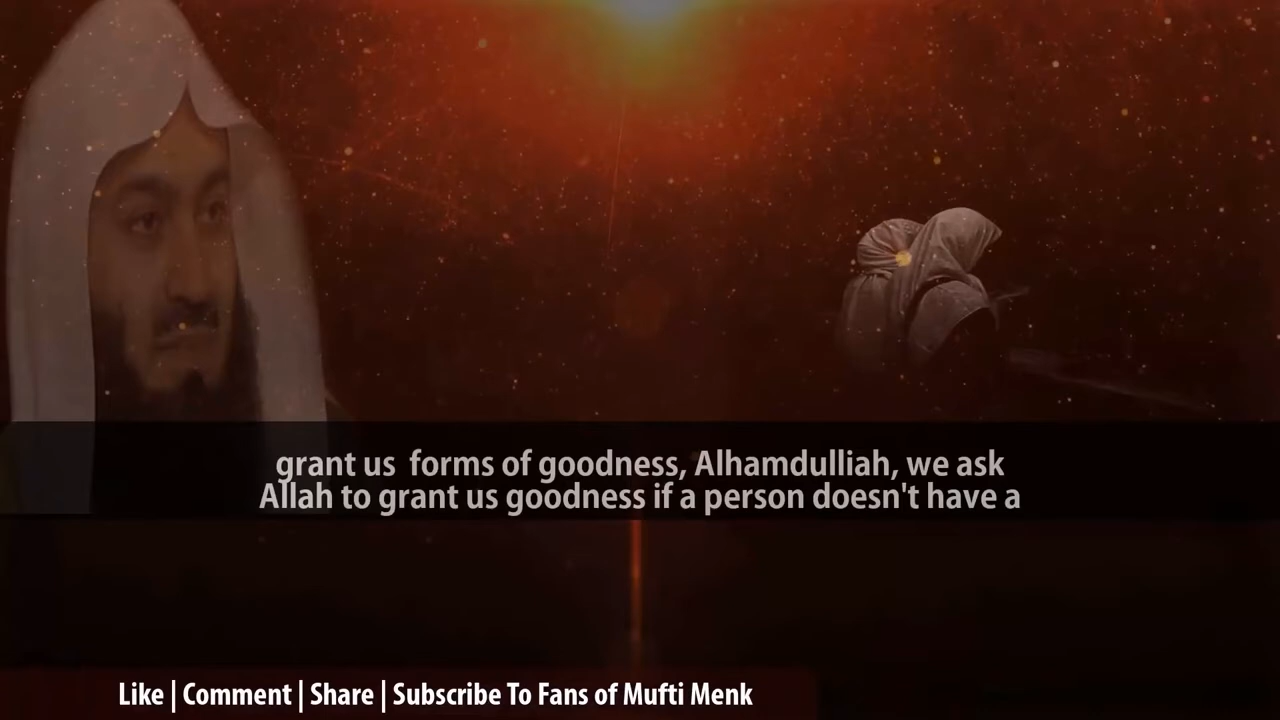 grant us  forms of goodness, Alhamdulliah, we ask
Allah to grant us goodness if a person doesn't have a
Like | Comment | Share | Subscribe To Fans of Mufti Menk